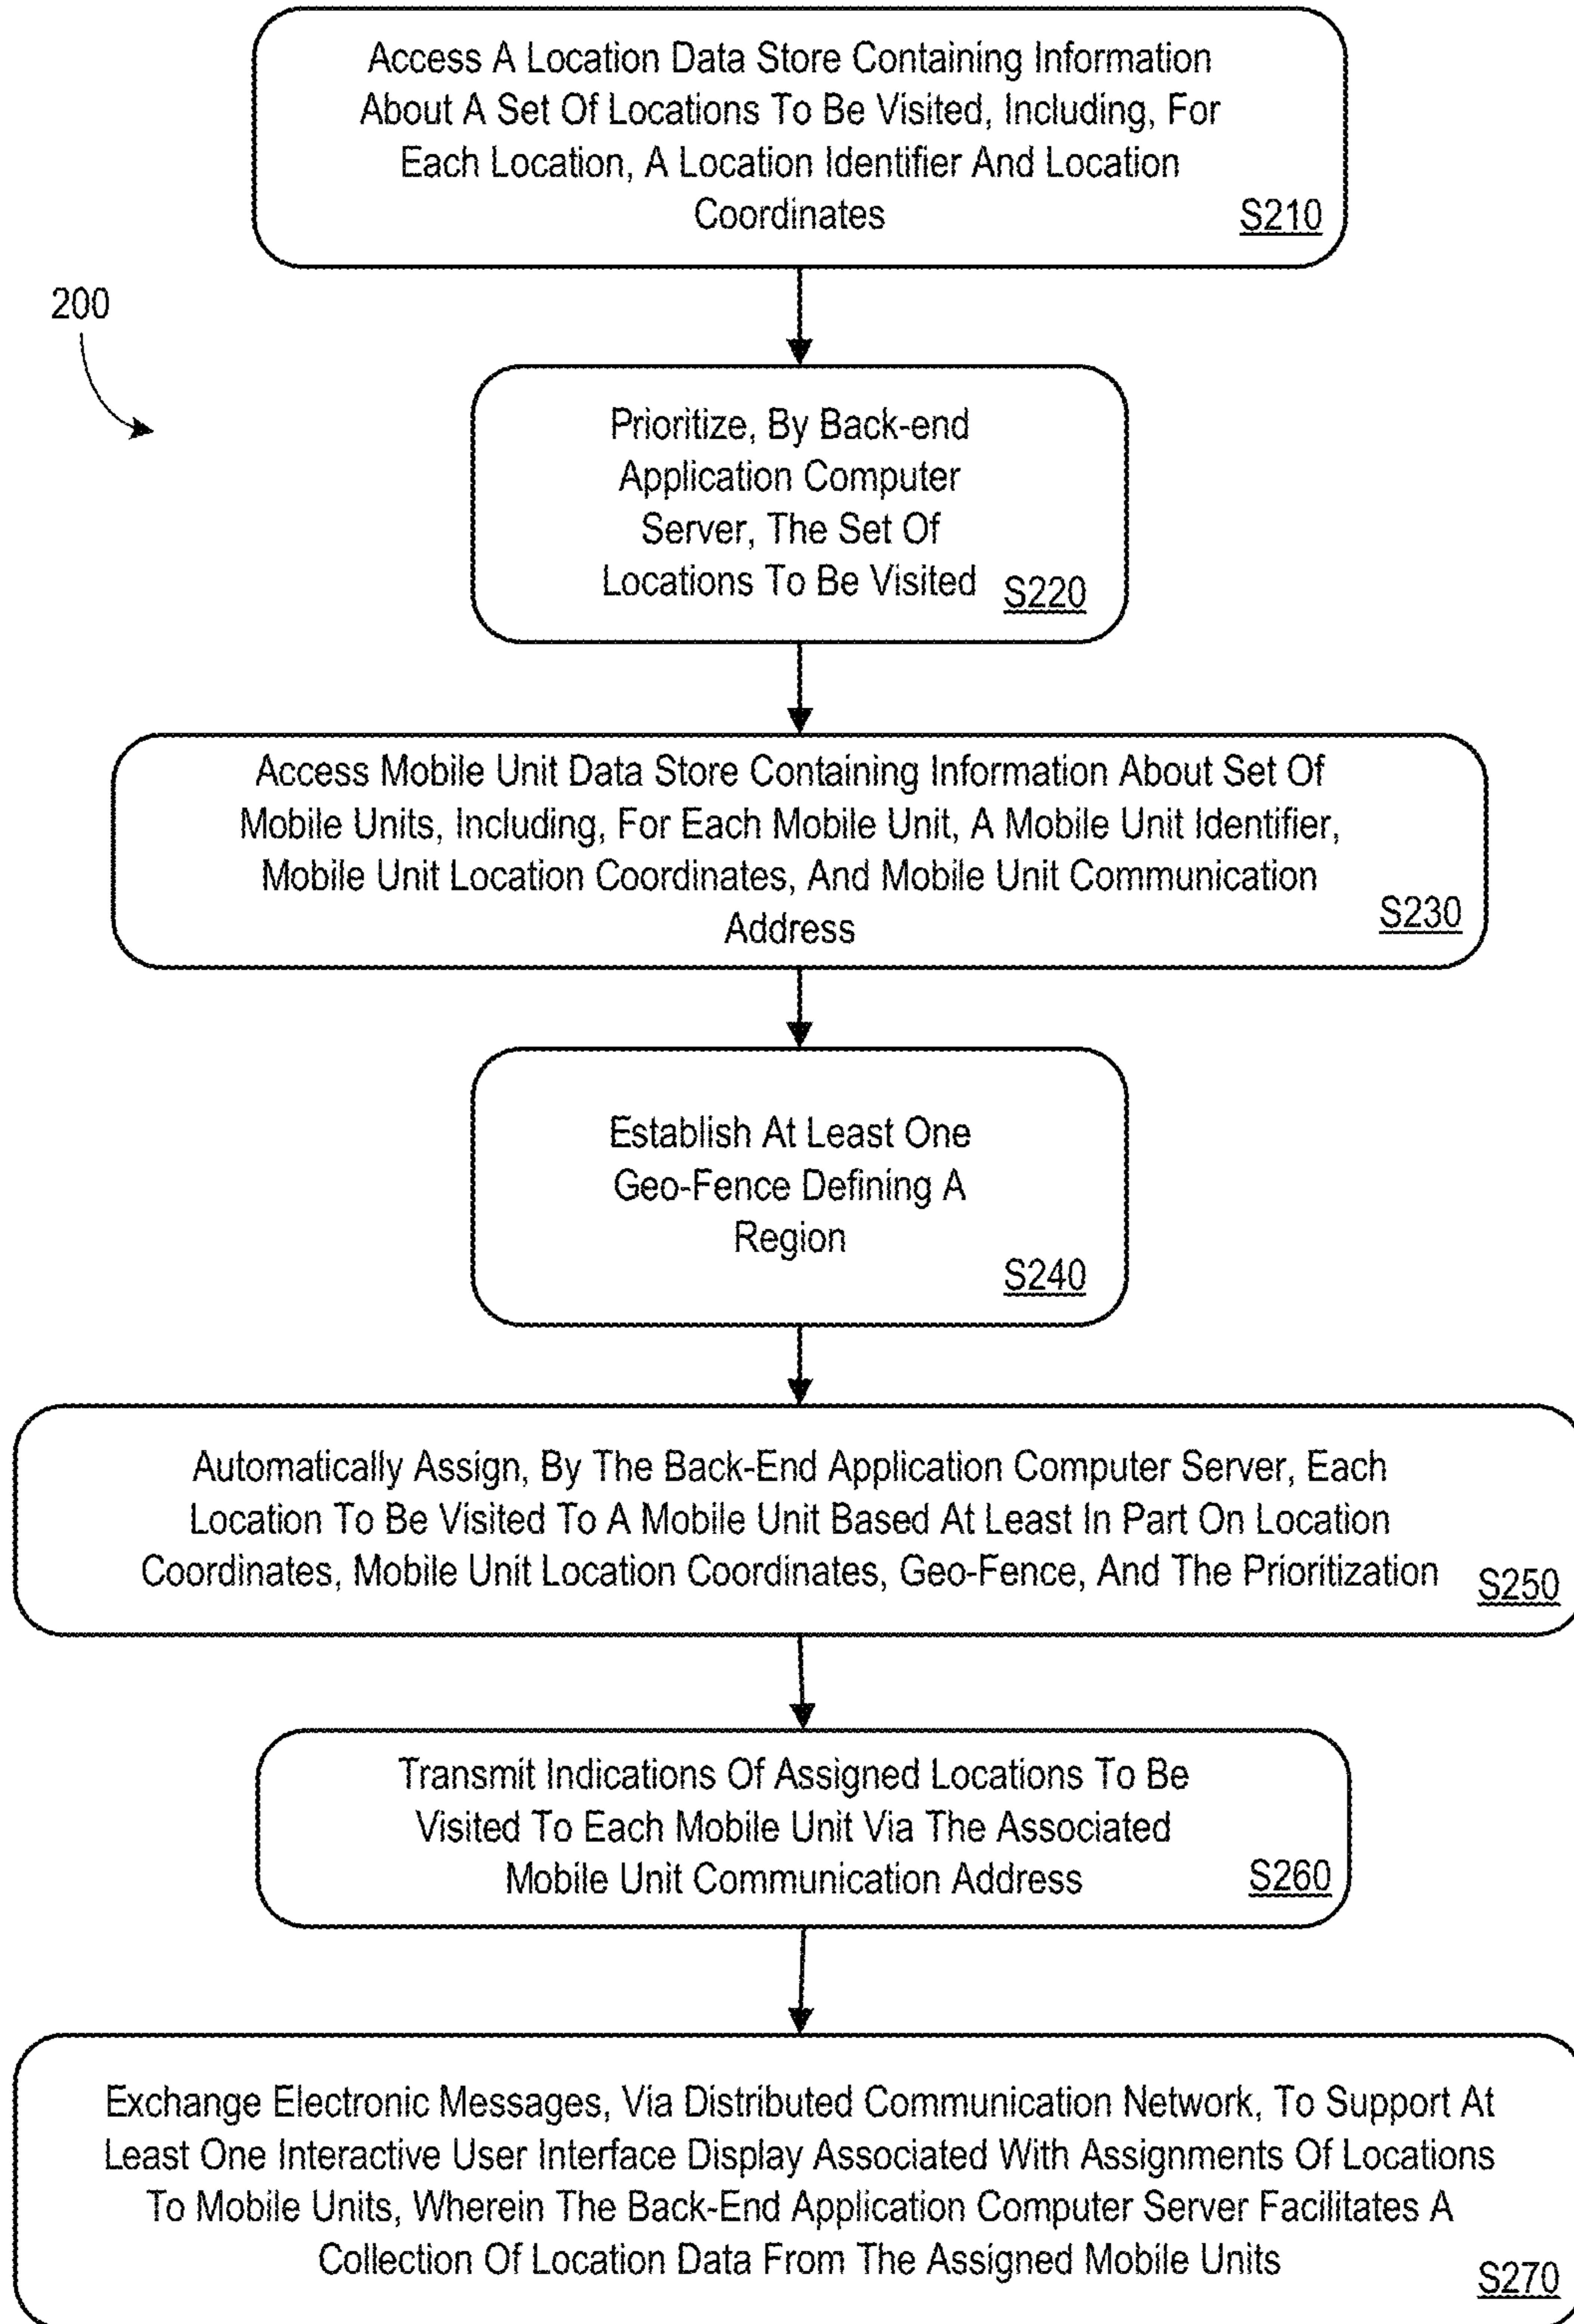 Access A Location Data Store Containing Information
About A Set Of Locations To Be Visited, Including, For
Each Location, A Location Identifier And Location
Coordinates
S210
200
Prioritize, By Back-end
Application Computer
Server, The Set Of
Locations To Be Visited
S220
Access Mobile Unit Data Store Containing Information About Set Of
Mobile Units, Including, For Each Mobile Unit, A Mobile Unit Identifier,
Mobile Unit Location Coordinates, And Mobile Unit Communication
Address
S230
Establish At Least One
Geo-Fence Defining A
Region
S240
Automatically Assign, By The Back-End Application Computer Server, Each
Location To Be Visited To A Mobile Unit Based At Least In Part On Location
Coordinates, Mobile Unit Location Coordinates, Geo-Fence, And The Prioritization
S250
Transmit Indications Of Assigned Locations To Be
Visited To Each Mobile Unit Via The Associated
Mobile Unit Communication Address
S260
Exchange Electronic Messages, Via Distributed Communication Network, To Support At
Least One Interactive User Interface Display Associated With Assignments Of Locations
To Mobile Units, Wherein The Back-End Application Computer Server Facilitates A
Collection Of Location Data From The Assigned Mobile Units
S270